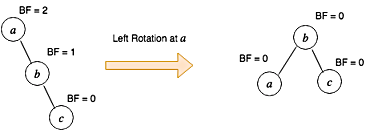 BF = 2
a
BF = 1
b
BF = 0
c
Left Rotation at a
BF = 0
b
BF = 0
a
BF = 0
c